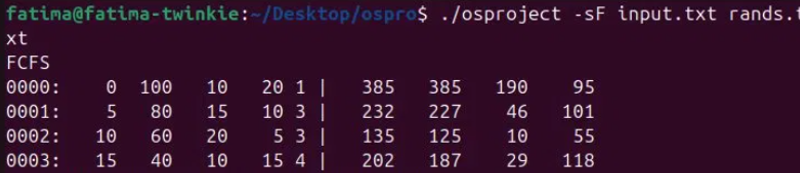 fatima@fatima-twinkie:~/Desktop/ospro$ ./osproject -sF input.txt rands.t
xt
FCFS
0000:    0  100   10   20 1 |   385   385   190    95
0001:    5   80   15   10 3 |   232   227    46   101
0002:   10   60   20    5 3 |   135   125    10    55
0003:   15   40   10   15 4 |   202   187    29   118